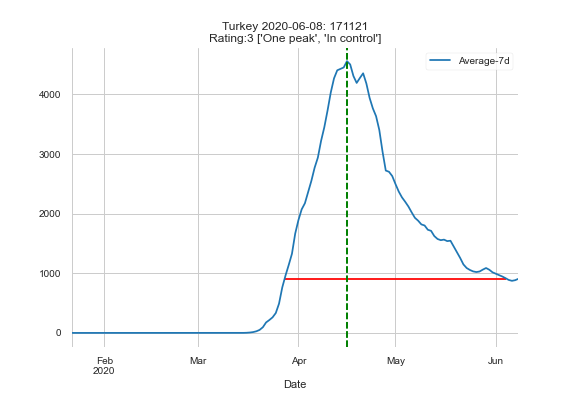 Turkey 2020-06-08: 171121
Rating:3 ['One peak', 'In control']
Average-7d
4000
3000
2000
1000
0
Feb
2020
Mar
Apr
May
Jun
Date